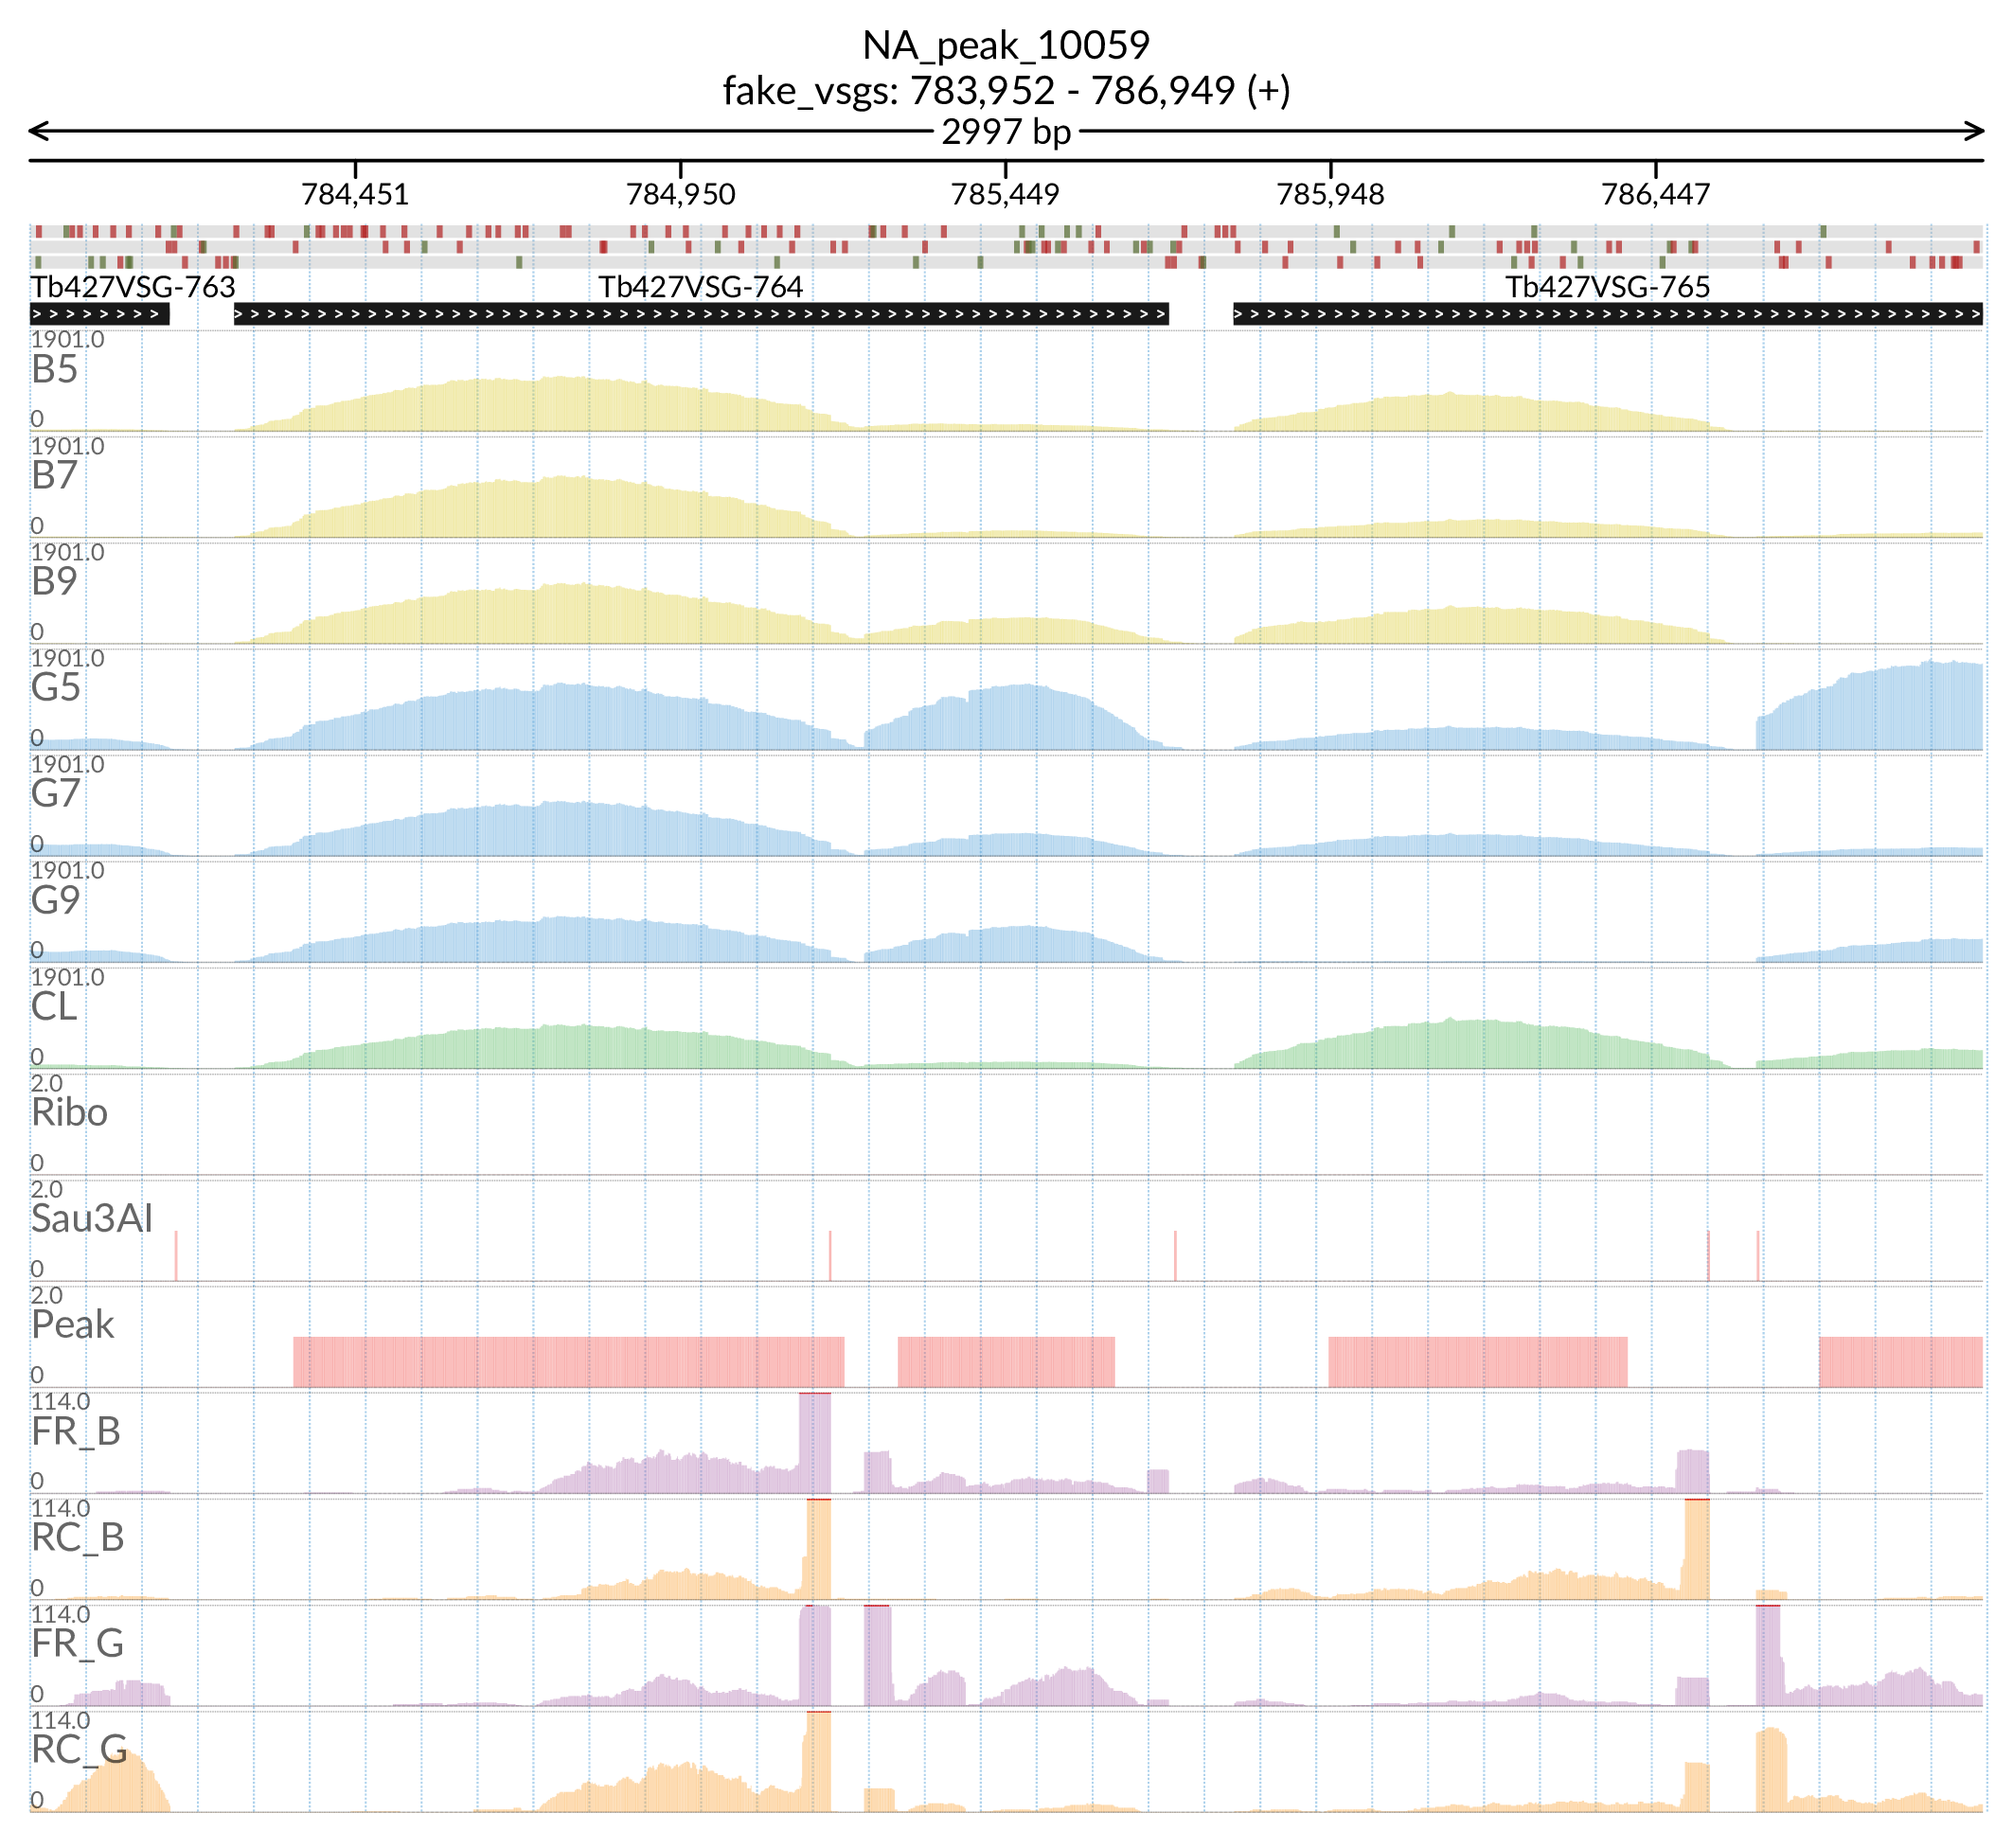 NA_peak_10059
fake_vsgs: 783,952 - 786,949 (+)
2997 bp
784,451 784,950 785,449 785,948 786,447
Tb427VSG-763 Tb427VSG-764 Tb427VSG-765
1901.0
B5
0
1901.0
B7
0
1901.0
B9
0
1901.0
G5
0
1901.0
G7
0
1901.0
G9
0
1901.0
CL
0
2.0
Ribo
0
2.0
Sau3AI
0
2.0
Peak
0
114.0
FR_B
0
114.0
RC_B
0
114.0
FR_G
0
114.0
RC_G
0